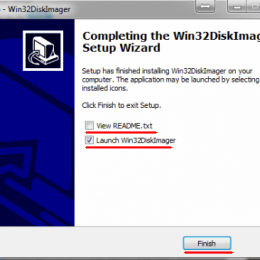 - Win32DiskImager
Completing the Win32DiskImag
Setup Wizard
Setup has finished installing Win32DiskImager on your
computer. The application may be launched by selecting
installed icons.
Click Finish to exit Setup.
View README.txt
Launch Win32DiskImager
Finish